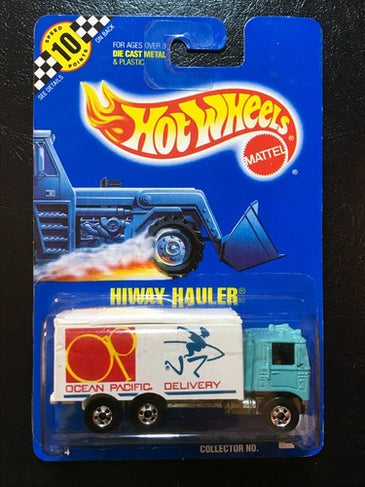 SPEED
10
POINTS
ON BACK
SEE DETAILS
FOR AGES OVER 3
DIE CAST METAL
& PLASTIC
HOT WHEELS
®
MATTEL
®
HIWAY HAULER®
OP
OCEAN PACIFIC DELIVERY
4
COLLECTOR NO.